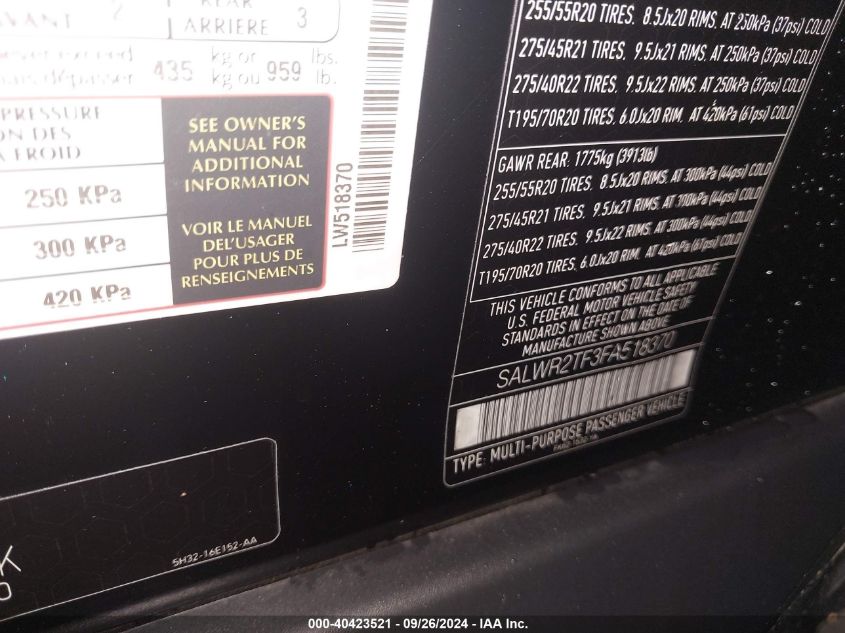 AVANT 2
REAR
ARRIÈRE 3
kg or lbs.
435 kg ou 959 lb.
PRESSURE
250 KPa
300 KPa
420 KPa
SEE OWNER'S
MANUAL FOR
ADDITIONAL
INFORMATION
VOIR LE MANUEL
DEL'USAGER
POUR PLUS DE
RENSEIGNEMENTS
LW518370
255/55R20 TIRES. 8.5Jx20 RIMS. AT 250kPa (37psi) COLD
275/45R21 TIRES. 9.5Jx21 RIMS. AT 250kPa (37psi) COLD
275/40R22 TIRES. 9.5Jx22 RIMS. AT 250kPa (37psi) COLD
T195/70R20 TIRES. 6.0Jx20 RIM. AT 420kPa (61psi) COLD
GAWR REAR: 1775kg (3913lb)
255/55R20 TIRES. 8.5Jx20 RIMS. AT 300kPa (44psi) COLD
275/45R21 TIRES. 9.5Jx21 RIMS. AT 300kPa (44psi) COLD
275/40R22 TIRES. 9.5Jx22 RIMS. AT 300kPa (44psi) COLD
T195/70R20 TIRES. 6.0Jx20 RIM. AT 420kPa (61psi) COLD
THIS VEHICLE CONFORMS TO ALL APPLICABLE
U.S. FEDERAL MOTOR VEHICLE SAFETY
STANDARDS IN EFFECT ON THE DATE OF
MANUFACTURE SHOWN ABOVE
SALWR2TF3FA518370
TYPE: MULTI-PURPOSE PASSENGER VEHICLE
5H32-16E152-AA
000-40423521 - 09/26/2024 - IAA Inc.